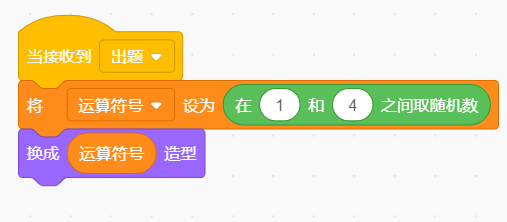 当接收到 出题
将 运算符号 设为 在 1 和 4 之间取随机数
换成 运算符号 造型